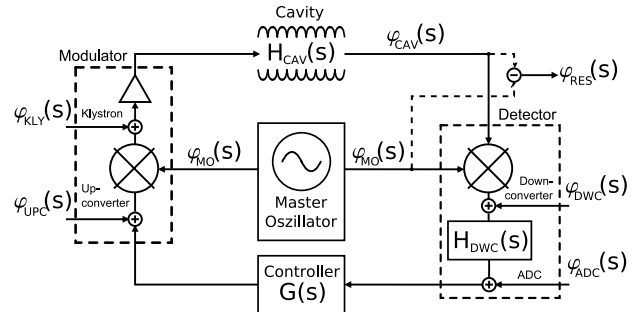 Cavity
H_CAV(s)
φ_CAV(s)
Modulator
φ_RES(s)
φ_KLY(s)
Klystron
Detector
φ_MO(s)
φ_MO(s)
Master
Oszillator
Up-
converter
φ_UPC(s)
Down-
converter
φ_DWC(s)
H_DWC(s)
Controller
G(s)
ADC
φ_ADC(s)